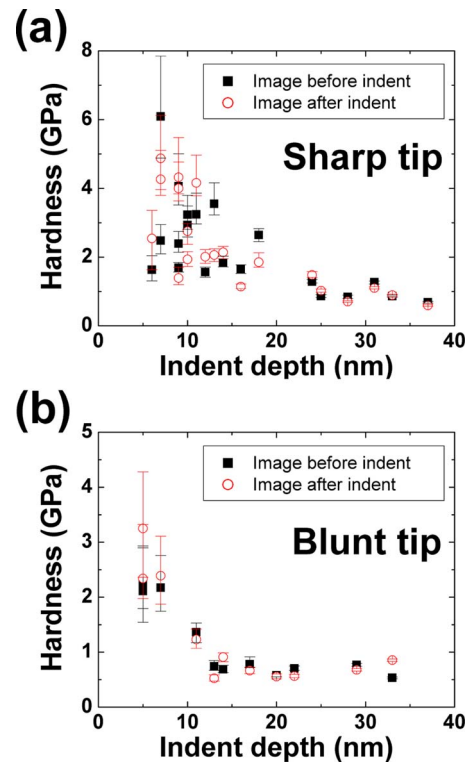 (a)
8
6
4
2
0
Hardness (GPa)
Image before indent
Image after indent
Sharp tip
0 10 20 30 40
Indent depth (nm)
(b)
5
4
3
2
1
0
Hardness (GPa)
Image before indent
Image after indent
Blunt tip
0 10 20 30 40
Indent depth (nm)